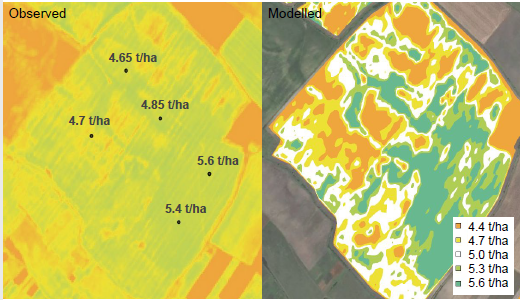 Observed
Modelled
4.65 t/ha
4.85 t/ha
4.7 t/ha
5.6 t/ha
5.4 t/ha
4.4 t/ha
4.7 t/ha
5.0 t/ha
5.3 t/ha
5.6 t/ha